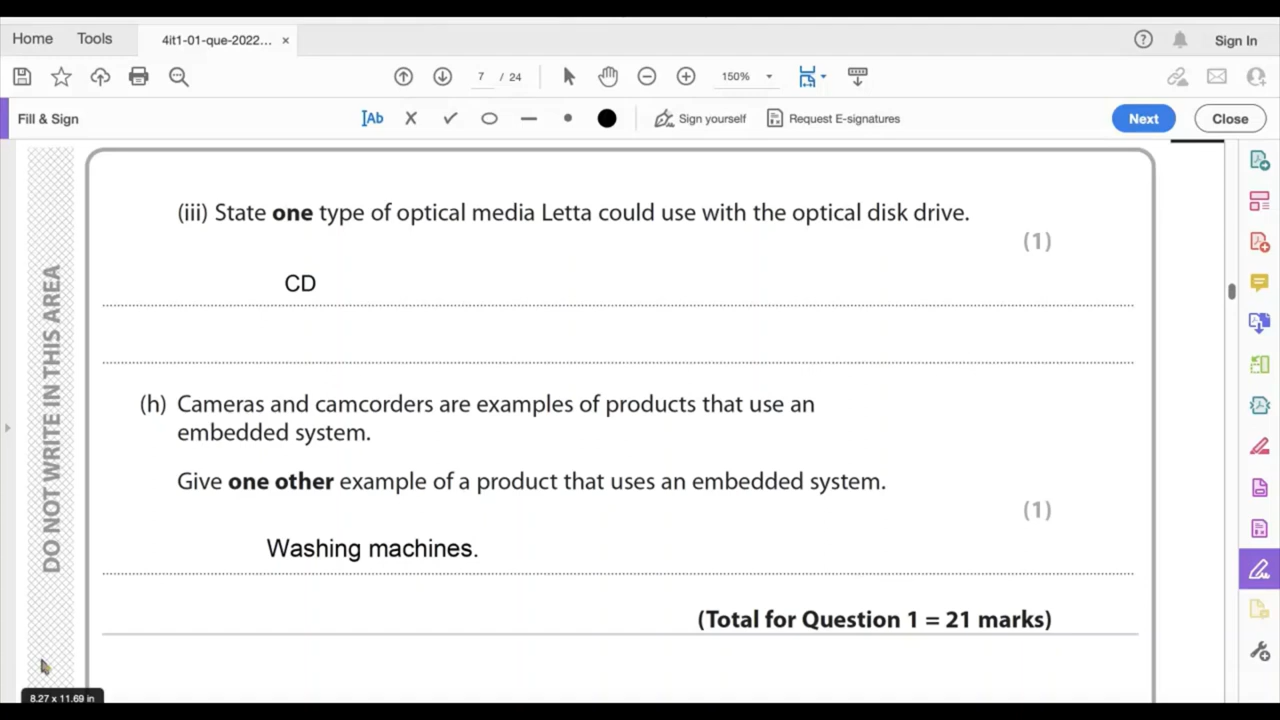 Home Tools 4it1-01-que-2022... × ? Sign In
7 / 24 150%
Fill & Sign Ab Sign yourself Request E-signatures Next Close
(iii) State one type of optical media Letta could use with the optical disk drive.
(1)
CD
(h) Cameras and camcorders are examples of products that use an
embedded system.
Give one other example of a product that uses an embedded system.
(1)
Washing machines.
(Total for Question 1 = 21 marks)
DO NOT WRITE IN THIS AREA
8.27 x 11.69 in